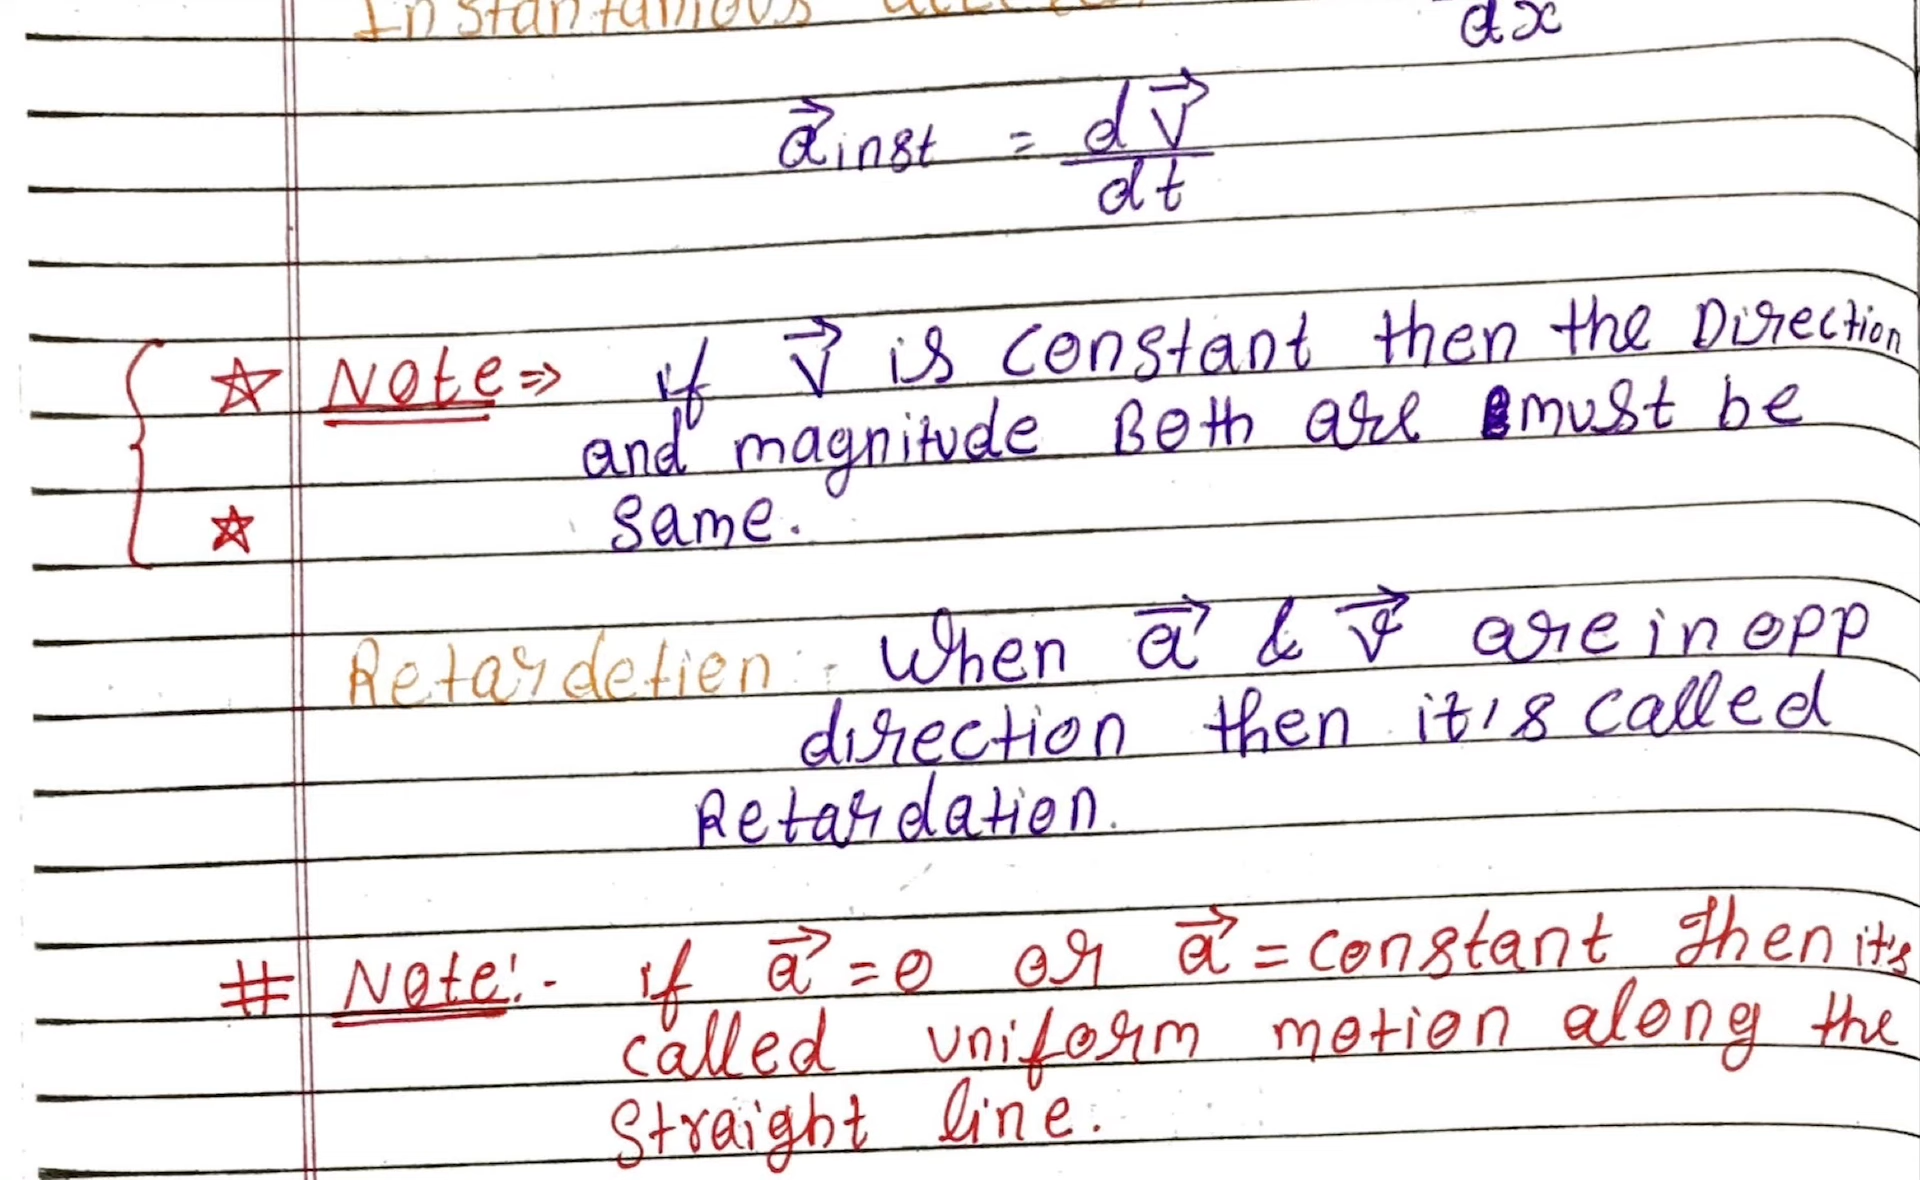 Instantanious
dx
a⃗inst = dv⃗/dt
☆ Note ⇒ if v⃗ is constant then the Direction
and magnitude Both are must be
☆ same.
Retardetion :- When a⃗ & v⃗ are in opp
direction then it's called
Retardation.
# Note:- if a⃗ = 0 or a⃗ = constant then it's
called uniform motion along the
straight line.